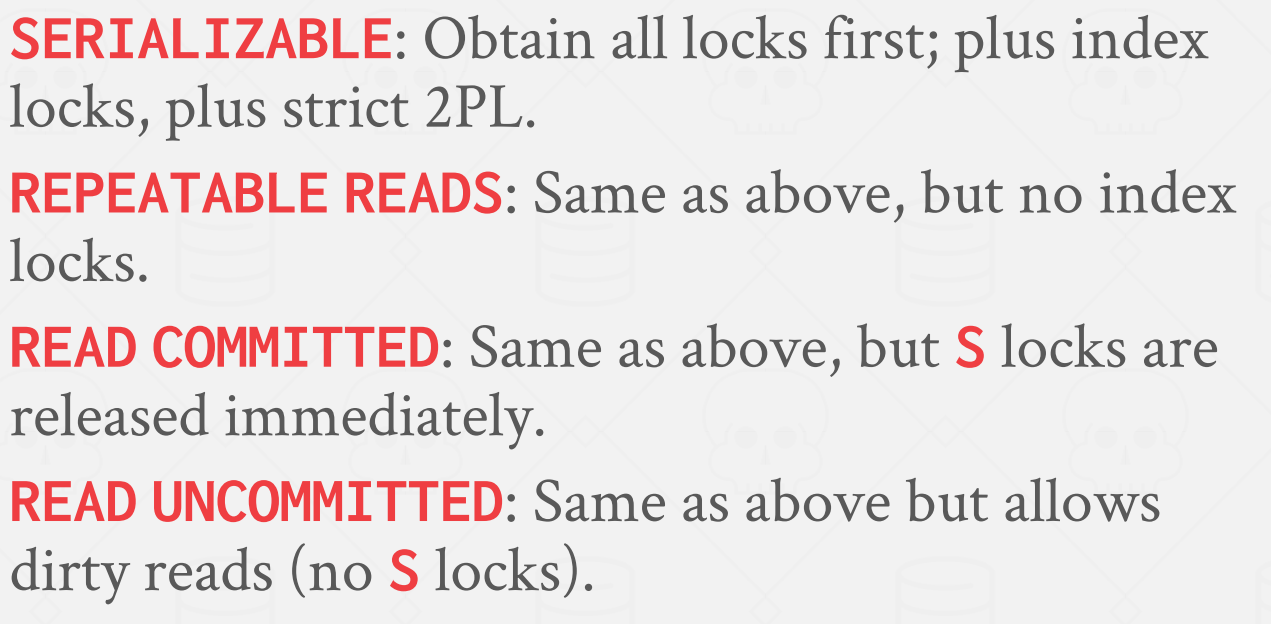 SERIALIZABLE: Obtain all locks first; plus index
locks, plus strict 2PL.
REPEATABLE READS: Same as above, but no index
locks.
READ COMMITTED: Same as above, but S locks are
released immediately.
READ UNCOMMITTED: Same as above but allows
dirty reads (no S locks).